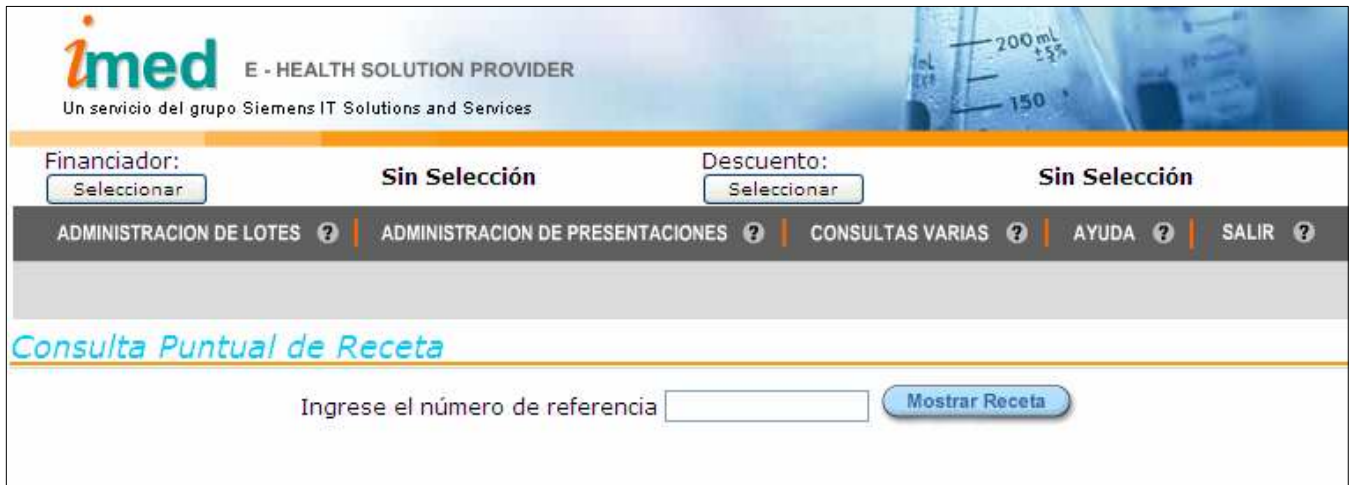 imed E - HEALTH SOLUTION PROVIDER
Un servicio del grupo Siemens IT Solutions and Services
200 mL
±5%
150
Financiador:
Seleccionar
Sin Selección
Descuento:
Seleccionar
Sin Selección
ADMINISTRACION DE LOTES ? ADMINISTRACION DE PRESENTACIONES ? CONSULTAS VARIAS ? AYUDA ? SALIR ?
Consulta Puntual de Receta
Ingrese el número de referencia Mostrar Receta